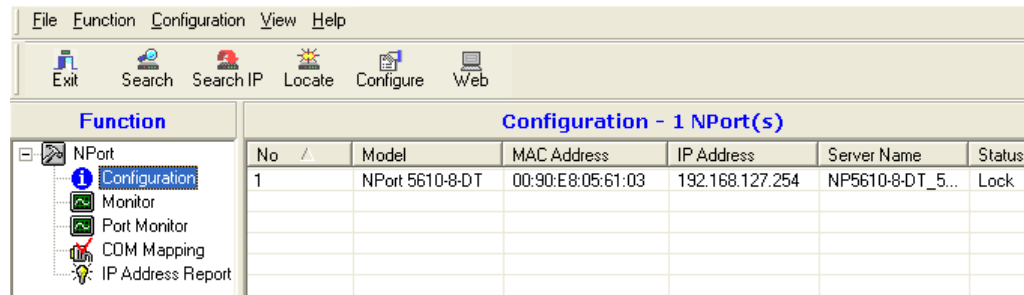 File Function Configuration View Help
Exit Search Search IP Locate Configure Web
Function
Configuration - 1 NPort(s)
NPort
Configuration
Monitor
Port Monitor
COM Mapping
IP Address Report
No Model MAC Address IP Address Server Name Status
1 NPort 5610-8-DT 00:90:E8:05:61:03 192.168.127.254 NP5610-8-DT_5... Lock